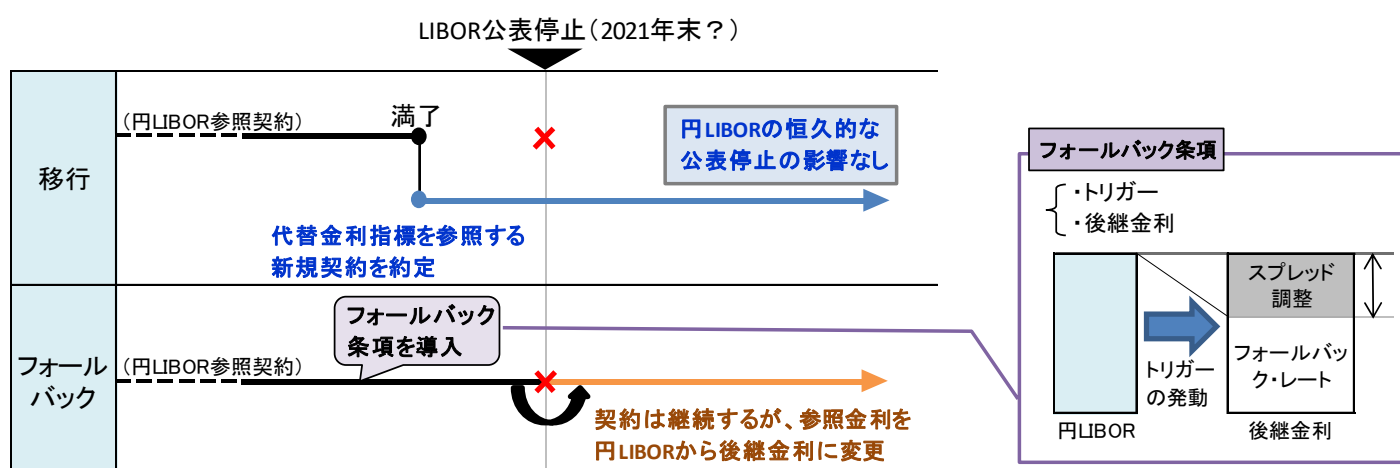 LIBOR公表停止(2021年末?)
移行
(円LIBOR参照契約)
満了
円LIBORの恒久的な
公表停止の影響なし
代替金利指標を参照する
新規契約を約定
フォール
バック
(円LIBOR参照契約)
フォールバック
条項を導入
契約は継続するが、参照金利を
円LIBORから後継金利に変更
フォールバック条項
・トリガー
・後継金利
スプレッド
調整
フォールバッ
ク・レート
トリガー
の発動
円LIBOR
後継金利